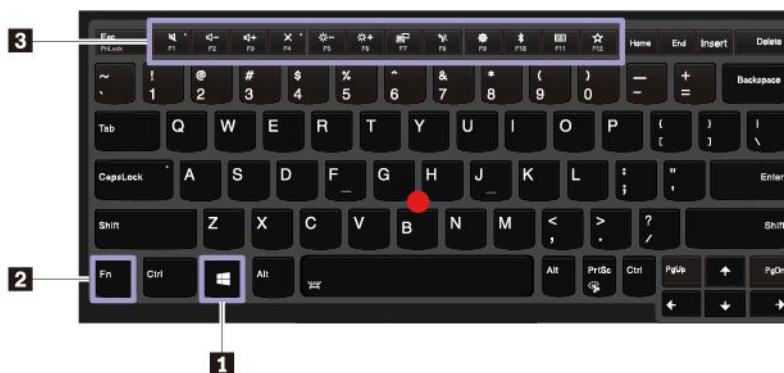 3
Esc F1 F2 F3 F4 F5 F6 F7 F8 F9 F10 F11 F12 Home End Insert Delete
FnLock
~ ! @ # $ % ^ & * ( ) — + Backspace
` 1 2 3 4 5 6 7 8 9 0 - =
Tab Q W E R T Y U I O P { } |
[ ] \
CapsLock A S D F G H J K L : " Enter
; '
Shift Z X C V B N M < > ? Shift
, . /
2
Fn Ctrl Alt Alt PrtSc Ctrl PgUp PgDn
1